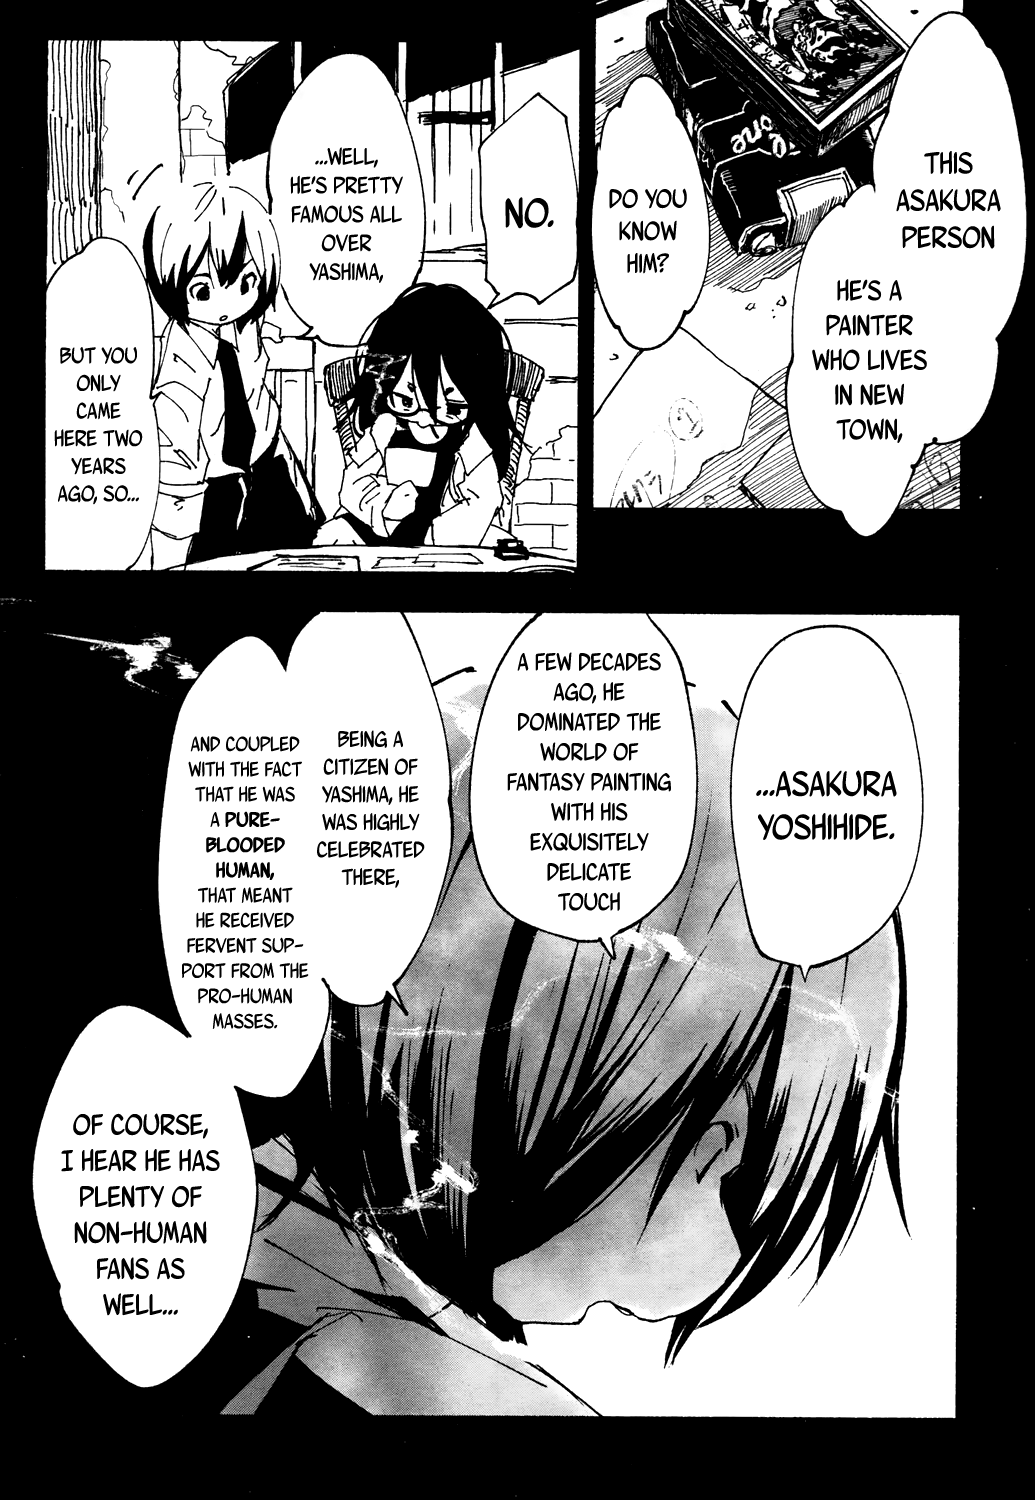 THIS
ASAKURA
PERSON
HE'S A
PAINTER
WHO LIVES
IN NEW
TOWN,
DO YOU
KNOW
HIM?
NO.
...WELL,
HE'S PRETTY
FAMOUS ALL
OVER
YASHIMA,
BUT YOU
ONLY
CAME
HERE TWO
YEARS
AGO, SO...
...ASAKURA
YOSHIHIDE.
A FEW DECADES
AGO, HE
DOMINATED THE
WORLD OF
FANTASY PAINTING
WITH HIS
EXQUISITELY
DELICATE
TOUCH
BEING A
CITIZEN OF
YASHIMA, HE
WAS HIGHLY
CELEBRATED
THERE,
AND COUPLED
WITH THE FACT
THAT HE WAS
A PURE-
BLOODED
HUMAN,
THAT MEANT
HE RECEIVED
FERVENT SUP-
PORT FROM THE
PRO-HUMAN
MASSES.
OF COURSE,
I HEAR HE HAS
PLENTY OF
NON-HUMAN
FANS AS
WELL...